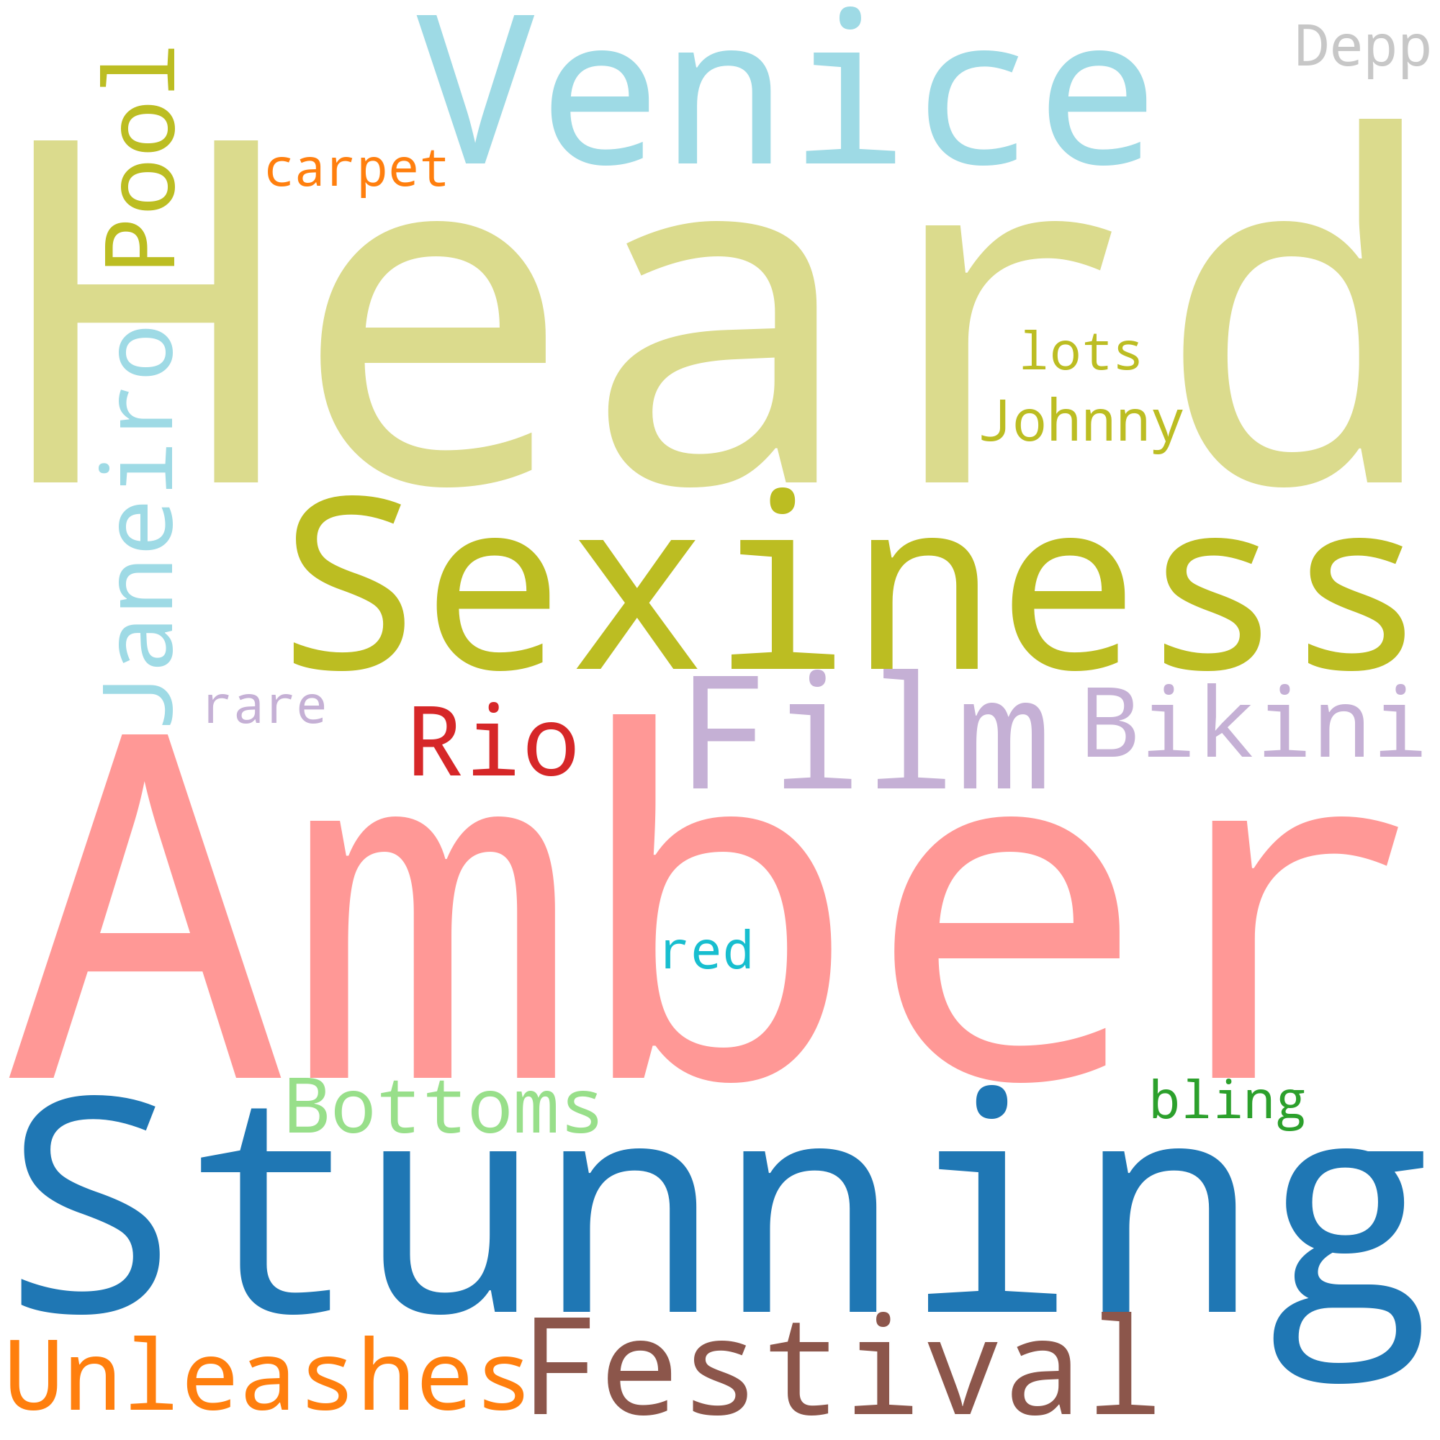 Venice
Depp
Pool
carpet
Heard
lots
Johnny
Janeiro
Sexiness
rare
Rio
Film
Bikini
Amber
red
Bottoms
bling
Stunning
Unleashes
Festival